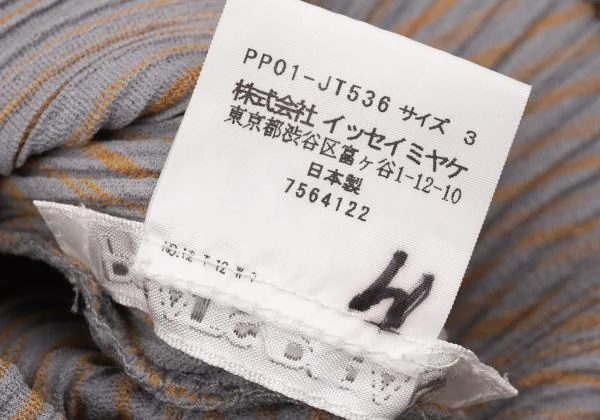 PP01-JT536 サイズ 3
株式会社 イッセイミヤケ
東京都渋谷区富ヶ谷1-12-10
日本製
7564122